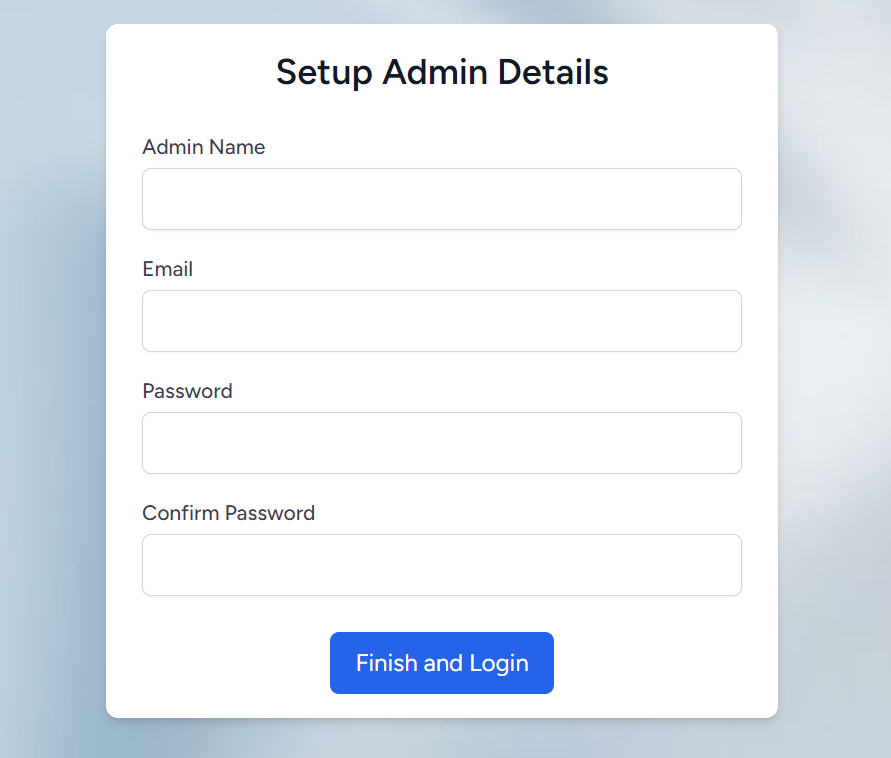 Setup Admin Details
Admin Name
Email
Password
Confirm Password
Finish and Login